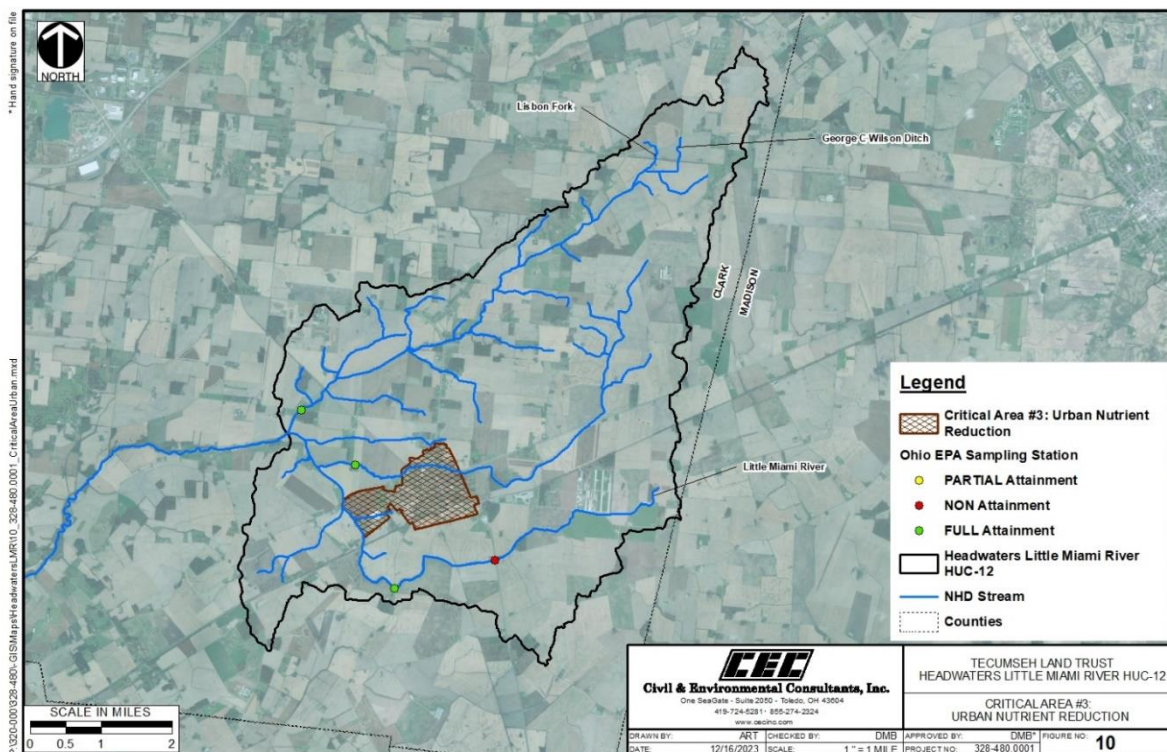 * Hand signature on file
NORTH
Lisbon Fork
George C Wilson Ditch
CLARK
MADISON
Little Miami River
Legend
Critical Area #3: Urban Nutrient
Reduction
Ohio EPA Sampling Station
PARTIAL Attainment
NON Attainment
FULL Attainment
Headwaters Little Miami River
HUC-12
NHD Stream
Counties
SCALE IN MILES
0 0.5 1 2
CEC
Civil & Environmental Consultants, Inc.
One SeaGate - Suite 2050 - Toledo, OH 43604
419-724-5281 · 855-274-2324
www.cecinc.com
TECUMSEH LAND TRUST
HEADWATERS LITTLE MIAMI RIVER HUC-12
CRITICAL AREA #3:
URBAN NUTRIENT REDUCTION
DRAWN BY: ART CHECKED BY: DMB APPROVED BY: DMB* FIGURE NO: 10
DATE: 12/16/2023 SCALE: 1 " = 1 MILE PROJECT NO: 328-480.0001